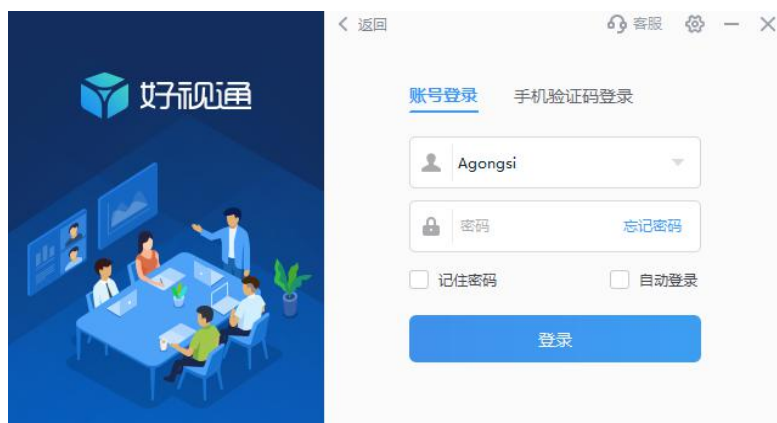 好视通
返回 客服
账号登录 手机验证码登录
Agongsi
密码 忘记密码
记住密码 自动登录
登录